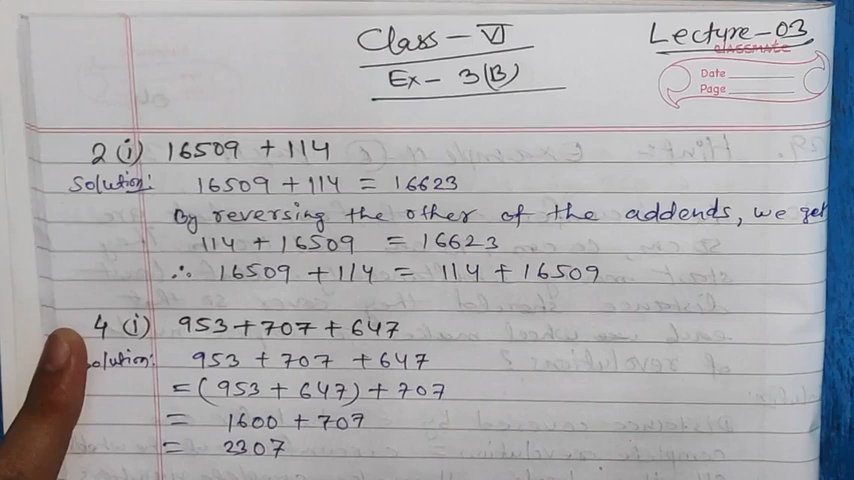 Class - VI
Lecture - 03
classmate
Ex - 3(B)
Date
Page
2 (i) 16509 + 114
Solution: 16509 + 114 = 16623
By reversing the other of the addends, we get
114 + 16509 = 16623
∴ 16509 + 114 = 114 + 16509
4 (i) 953 + 707 + 647
Solution: 953 + 707 + 647
= (953 + 647) + 707
= 1600 + 707
= 2307